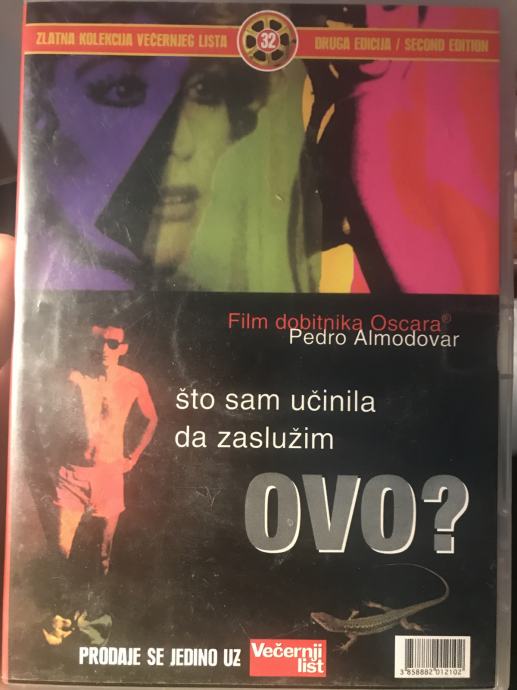 ZLATNA KOLEKCIJA VEČERNJEG LISTA 32 DRUGA EDICIJA / SECOND EDITION
Film dobitnika Oscara®
Pedro Almodovar
što sam učinila
da zaslužim
OVO?
PRODAJE SE JEDINO UZ Večernji list
3 858882 012102